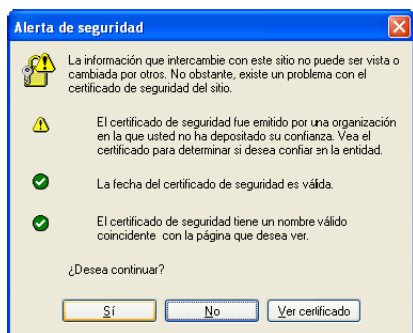 Alerta de seguridad
La información que intercambie con este sitio no puede ser vista o
cambiada por otros. No obstante, existe un problema con el
certificado de seguridad del sitio.
El certificado de seguridad fue emitido por una organización
en la que usted no ha depositado su confianza. Vea el
certificado para determinar si desea confiar en la entidad.
La fecha del certificado de seguridad es válida.
El certificado de seguridad tiene un nombre válido
coincidente con la página que desea ver.
¿Desea continuar?
Sí No Ver certificado